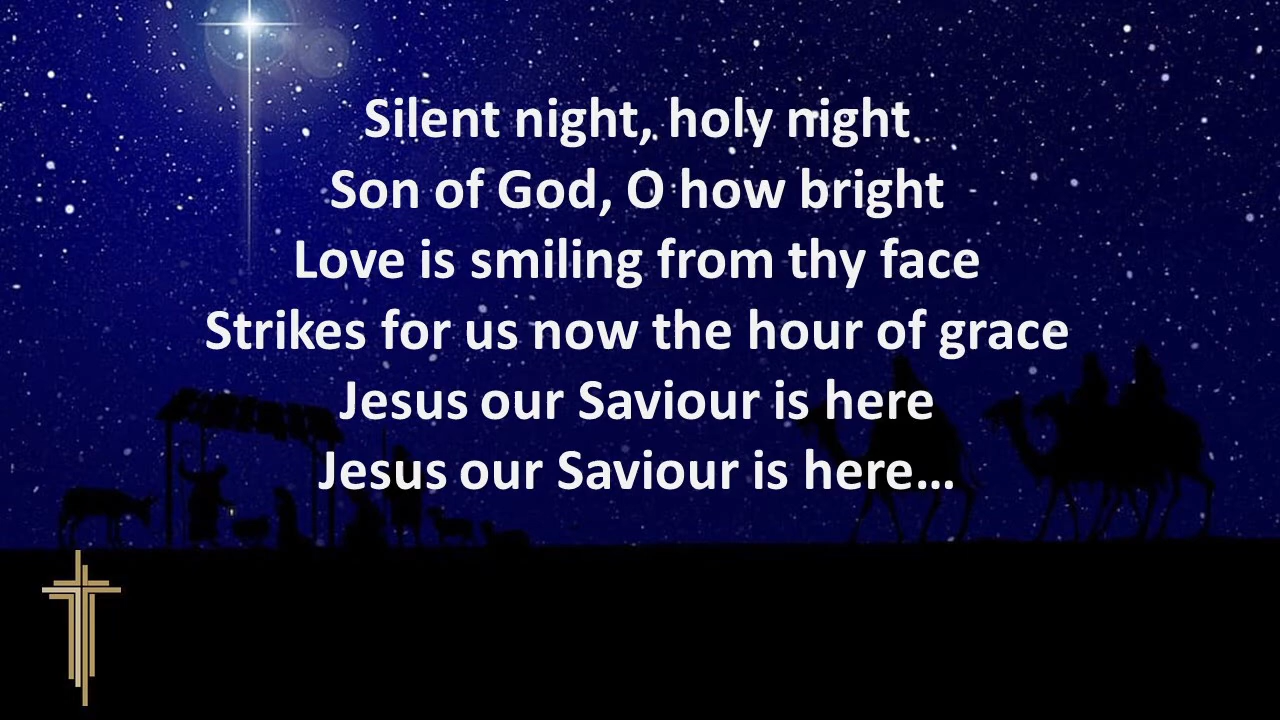 Silent night, holy night
Son of God, O how bright
Love is smiling from thy face
Strikes for us now the hour of grace
Jesus our Saviour is here
Jesus our Saviour is here…